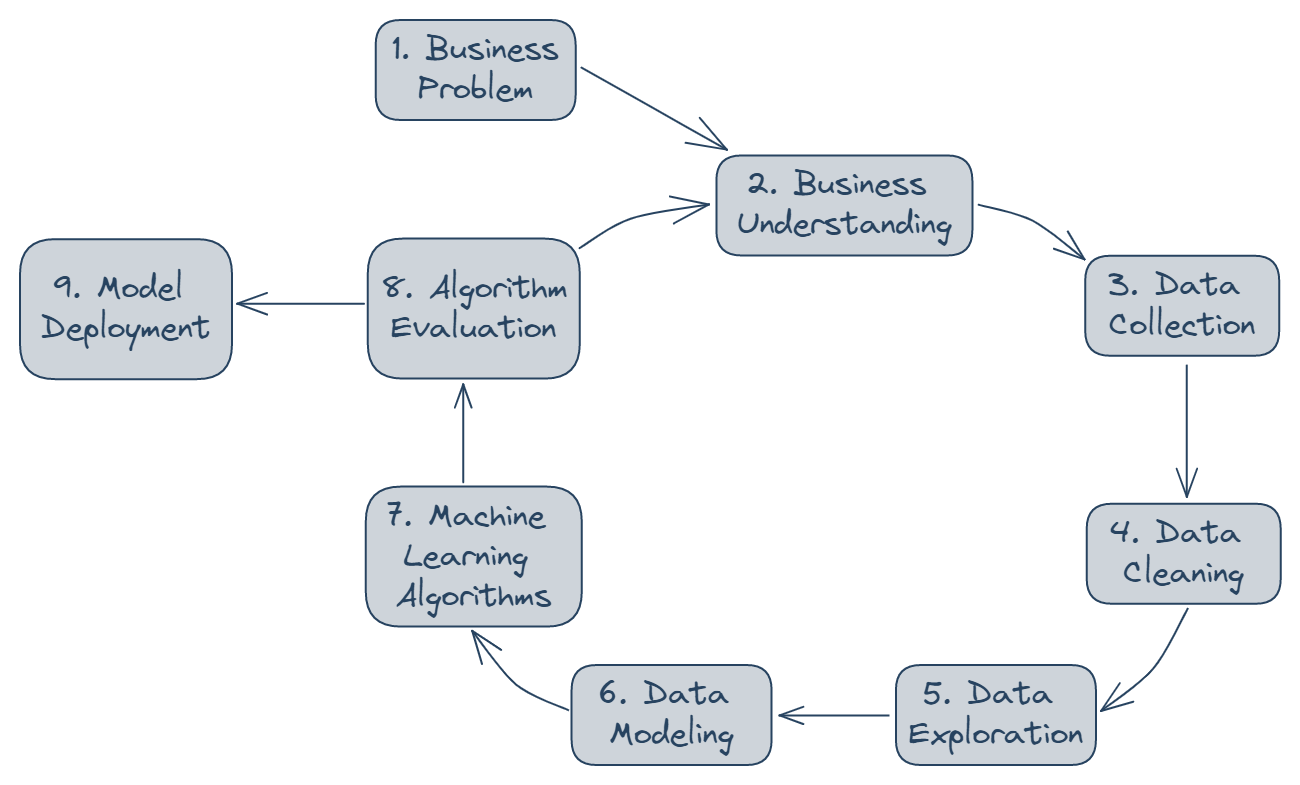 1. Business
Problem
2. Business
Understanding
3. Data
Collection
4. Data
Cleaning
5. Data
Exploration
6. Data
Modeling
7. Machine
Learning
Algorithms
8. Algorithm
Evaluation
9. Model
Deployment